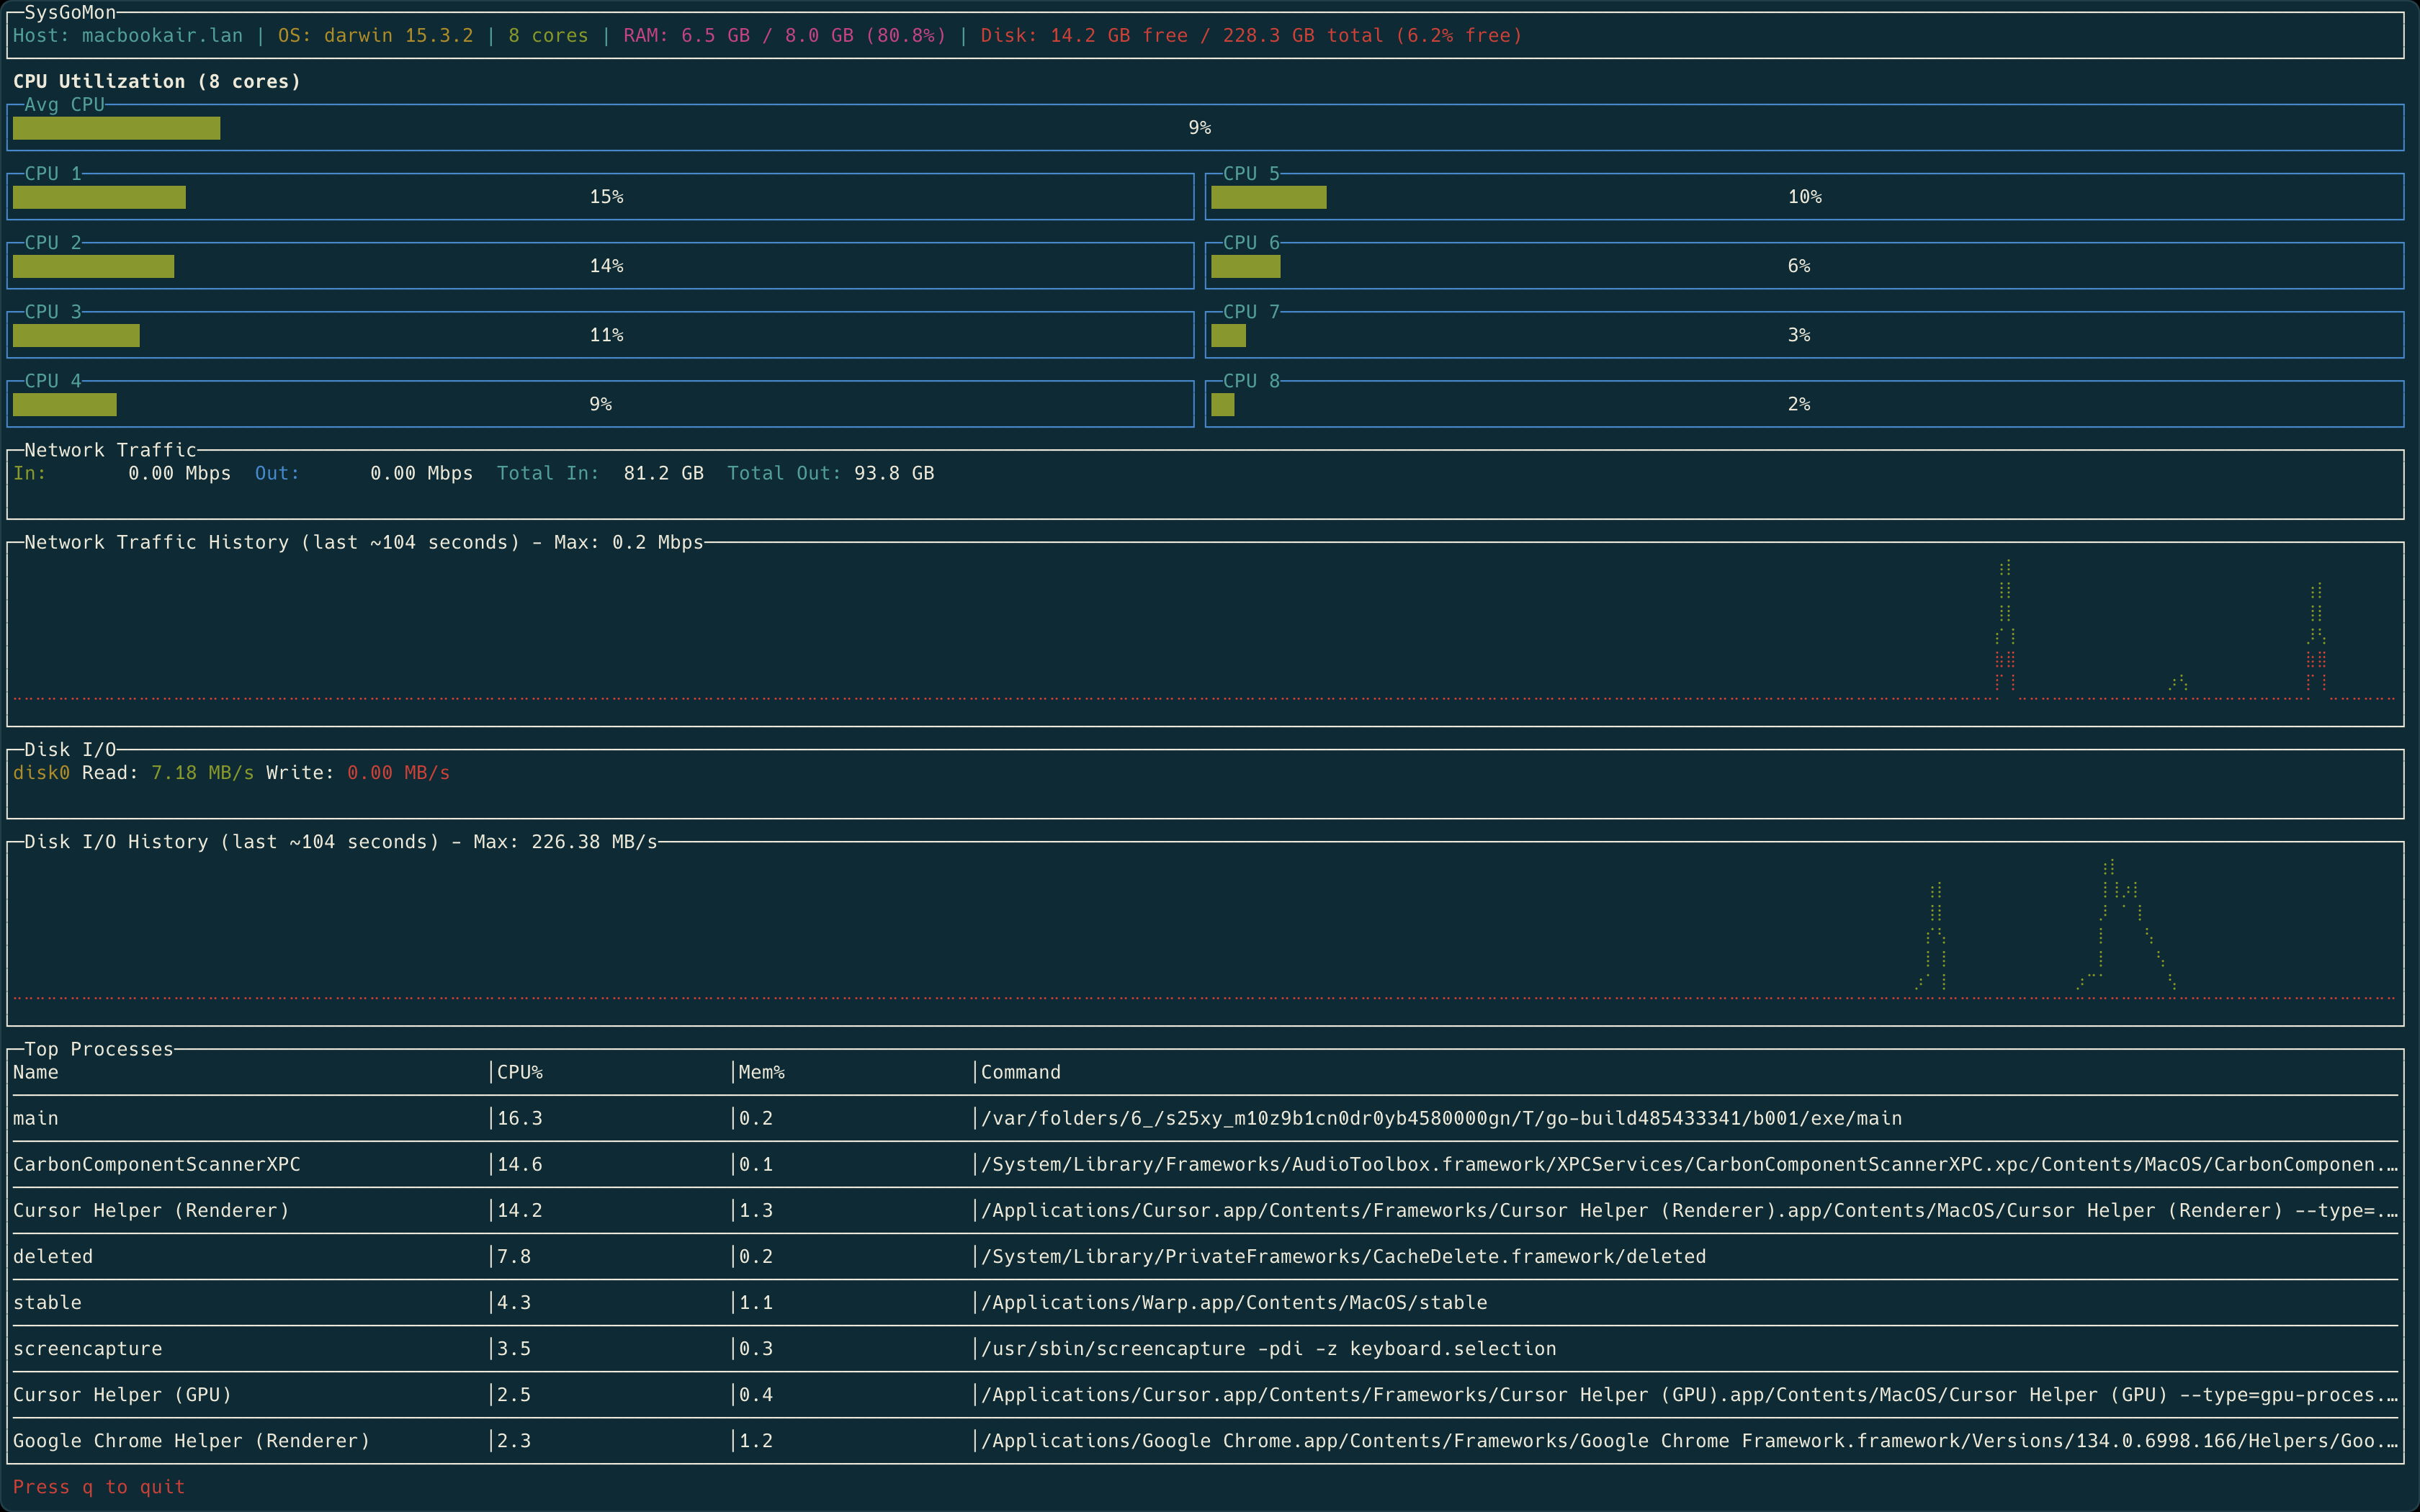 SysGoMon
Host: macbookair.lan | OS: darwin 15.3.2 | 8 cores | RAM: 6.5 GB / 8.0 GB (80.8%) | Disk: 14.2 GB free / 228.3 GB total (6.2% free)
CPU Utilization (8 cores)
Avg CPU
9%
CPU 1
15%
CPU 5
10%
CPU 2
14%
CPU 6
6%
CPU 3
11%
CPU 7
3%
CPU 4
9%
CPU 8
2%
Network Traffic
In: 0.00 Mbps Out: 0.00 Mbps Total In: 81.2 GB Total Out: 93.8 GB
Network Traffic History (last ~104 seconds) - Max: 0.2 Mbps
Disk I/O
disk0 Read: 7.18 MB/s Write: 0.00 MB/s
Disk I/O History (last ~104 seconds) - Max: 226.38 MB/s
Top Processes
Name │CPU% │Mem% │Command
main │16.3 │0.2 │/var/folders/6_/s25xy_m10z9b1cn0dr0yb4580000gn/T/go-build485433341/b001/exe/main
CarbonComponentScannerXPC │14.6 │0.1 │/System/Library/Frameworks/AudioToolbox.framework/XPCServices/CarbonComponentScannerXPC.xpc/Contents/MacOS/CarbonComponen.…
Cursor Helper (Renderer) │14.2 │1.3 │/Applications/Cursor.app/Contents/Frameworks/Cursor Helper (Renderer).app/Contents/MacOS/Cursor Helper (Renderer) --type=.…
deleted │7.8 │0.2 │/System/Library/PrivateFrameworks/CacheDelete.framework/deleted
stable │4.3 │1.1 │/Applications/Warp.app/Contents/MacOS/stable
screencapture │3.5 │0.3 │/usr/sbin/screencapture -pdi -z keyboard.selection
Cursor Helper (GPU) │2.5 │0.4 │/Applications/Cursor.app/Contents/Frameworks/Cursor Helper (GPU).app/Contents/MacOS/Cursor Helper (GPU) --type=gpu-proces.…
Google Chrome Helper (Renderer) │2.3 │1.2 │/Applications/Google Chrome.app/Contents/Frameworks/Google Chrome Framework.framework/Versions/134.0.6998.166/Helpers/Goo.…
Press q to quit